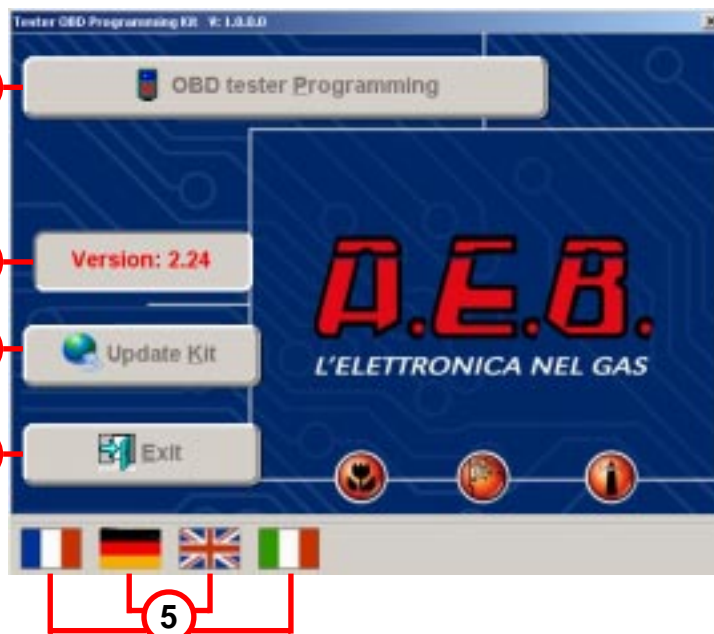 Tester OBD Programming Kit V: 1.0.0.0
OBD tester Programming
Version: 2.24
A.E.B.
L'ELETTRONICA NEL GAS
Update Kit
Exit
5